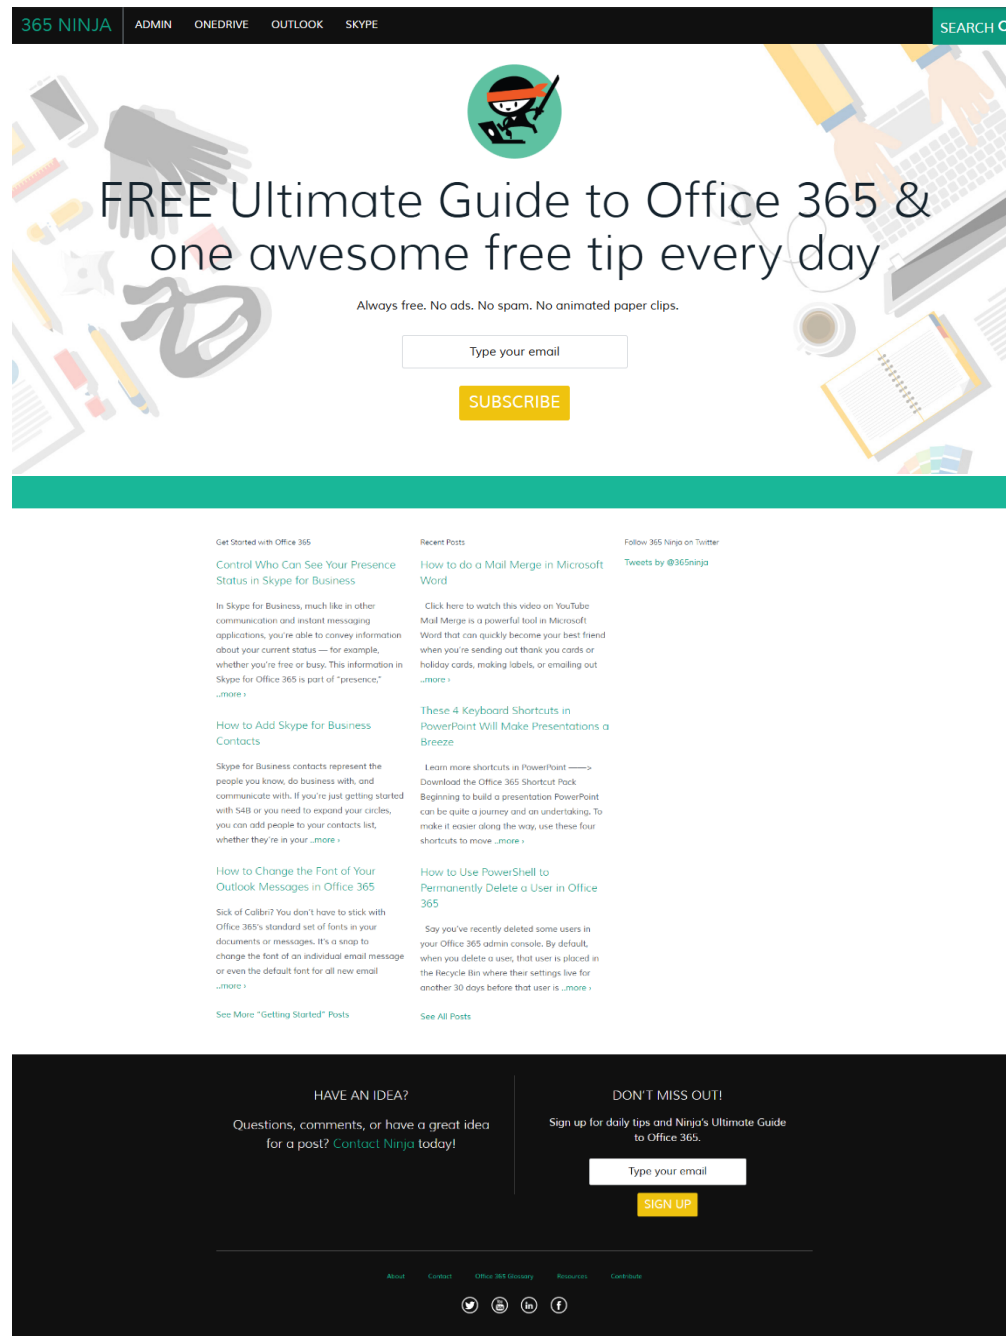 365 NINJA
ADMIN ONEDRIVE OUTLOOK SKYPE
SEARCH
FREE Ultimate Guide to Office 365 &
one awesome free tip every day
Always free. No ads. No spam. No animated paper clips.
Type your email
SUBSCRIBE
Get Started with Office 365
Control Who Can See Your Presence
Status in Skype for Business
In Skype for Business, much like in other
communication and instant messaging
applications, you're able to convey information
about your current status — for example,
whether you're free or busy. This information in
Skype for Office 365 is part of "presence,"
..more ›
How to Add Skype for Business
Contacts
Skype for Business contacts represent the
people you know, do business with, and
communicate with. If you're just getting started
with S4B or you need to expand your circles,
you can add people to your contacts list,
whether they're in your ..more ›
How to Change the Font of Your
Outlook Messages in Office 365
Sick of Calibri? You don't have to stick with
Office 365's standard set of fonts in your
documents or messages. It's a snap to
change the font of an individual email message
or even the default font for all new email
..more ›
See More "Getting Started" Posts
Recent Posts
How to do a Mail Merge in Microsoft
Word
Click here to watch this video on YouTube
Mail Merge is a powerful tool in Microsoft
Word that can quickly become your best friend
when you're sending out thank you cards or
holiday cards, making labels, or emailing out
..more ›
These 4 Keyboard Shortcuts in
PowerPoint Will Make Presentations a
Breeze
Learn more shortcuts in PowerPoint ——>
Download the Office 365 Shortcut Pack
Beginning to build a presentation PowerPoint
can be quite a journey and an undertaking. To
make it easier along the way, use these four
shortcuts to move ..more ›
How to Use PowerShell to
Permanently Delete a User in Office
365
Say you've recently deleted some users in
your Office 365 admin console. By default,
when you delete a user, that user is placed in
the Recycle Bin where their settings live for
another 30 days before that user is ..more ›
See All Posts
Follow 365 Ninja on Twitter
Tweets by @365ninja
HAVE AN IDEA?
Questions, comments, or have a great idea
for a post? Contact Ninja today!
DON'T MISS OUT!
Sign up for daily tips and Ninja's Ultimate Guide
to Office 365.
Type your email
SIGN UP
About Contact Office 365 Glossary Resources Contribute